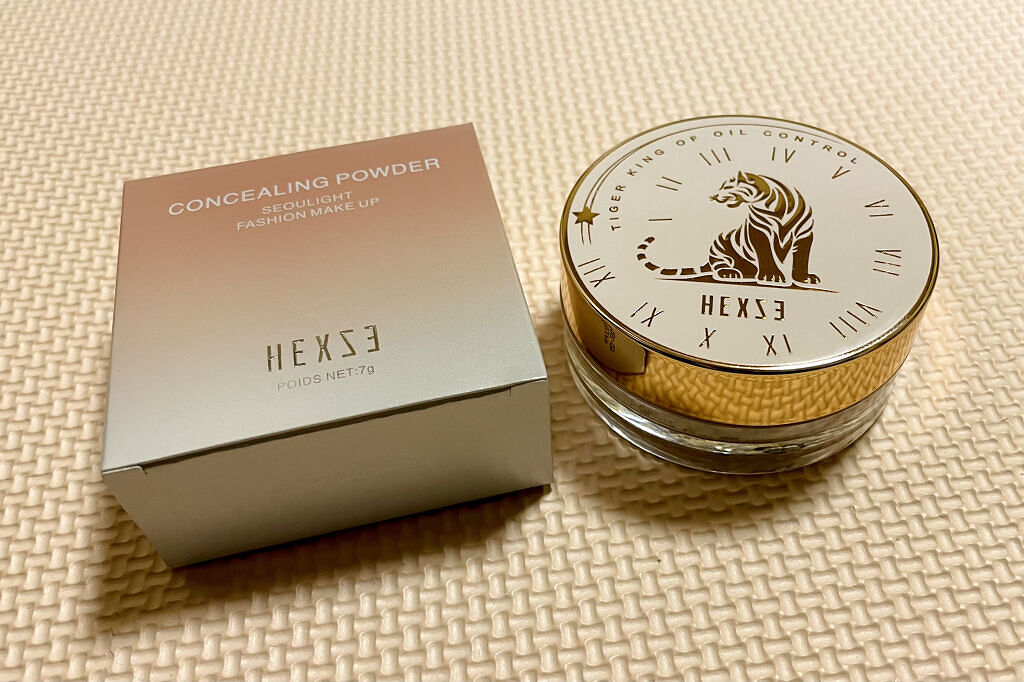 CONCEALING POWDER
SEOULIGHT
FASHION MAKE UP
HEXZE
POIDS NET:7g
TIGER KING OF OIL CONTROL
I
II
III
IV
V
VI
VII
VIII
IX
X
XI
XII
HEXZE